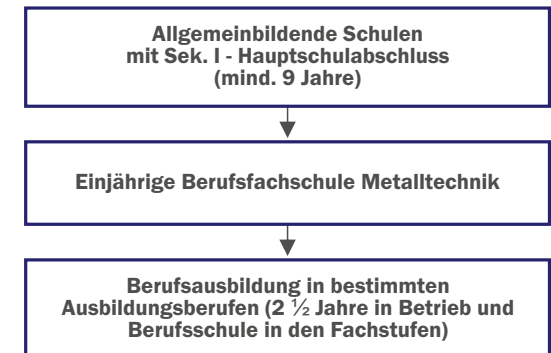 Allgemeinbildende Schulen
mit Sek. I - Hauptschulabschluss
(mind. 9 Jahre)
Einjährige Berufsfachschule Metalltechnik
Berufsausbildung in bestimmten
Ausbildungsberufen (2 ½ Jahre in Betrieb und
Berufsschule in den Fachstufen)